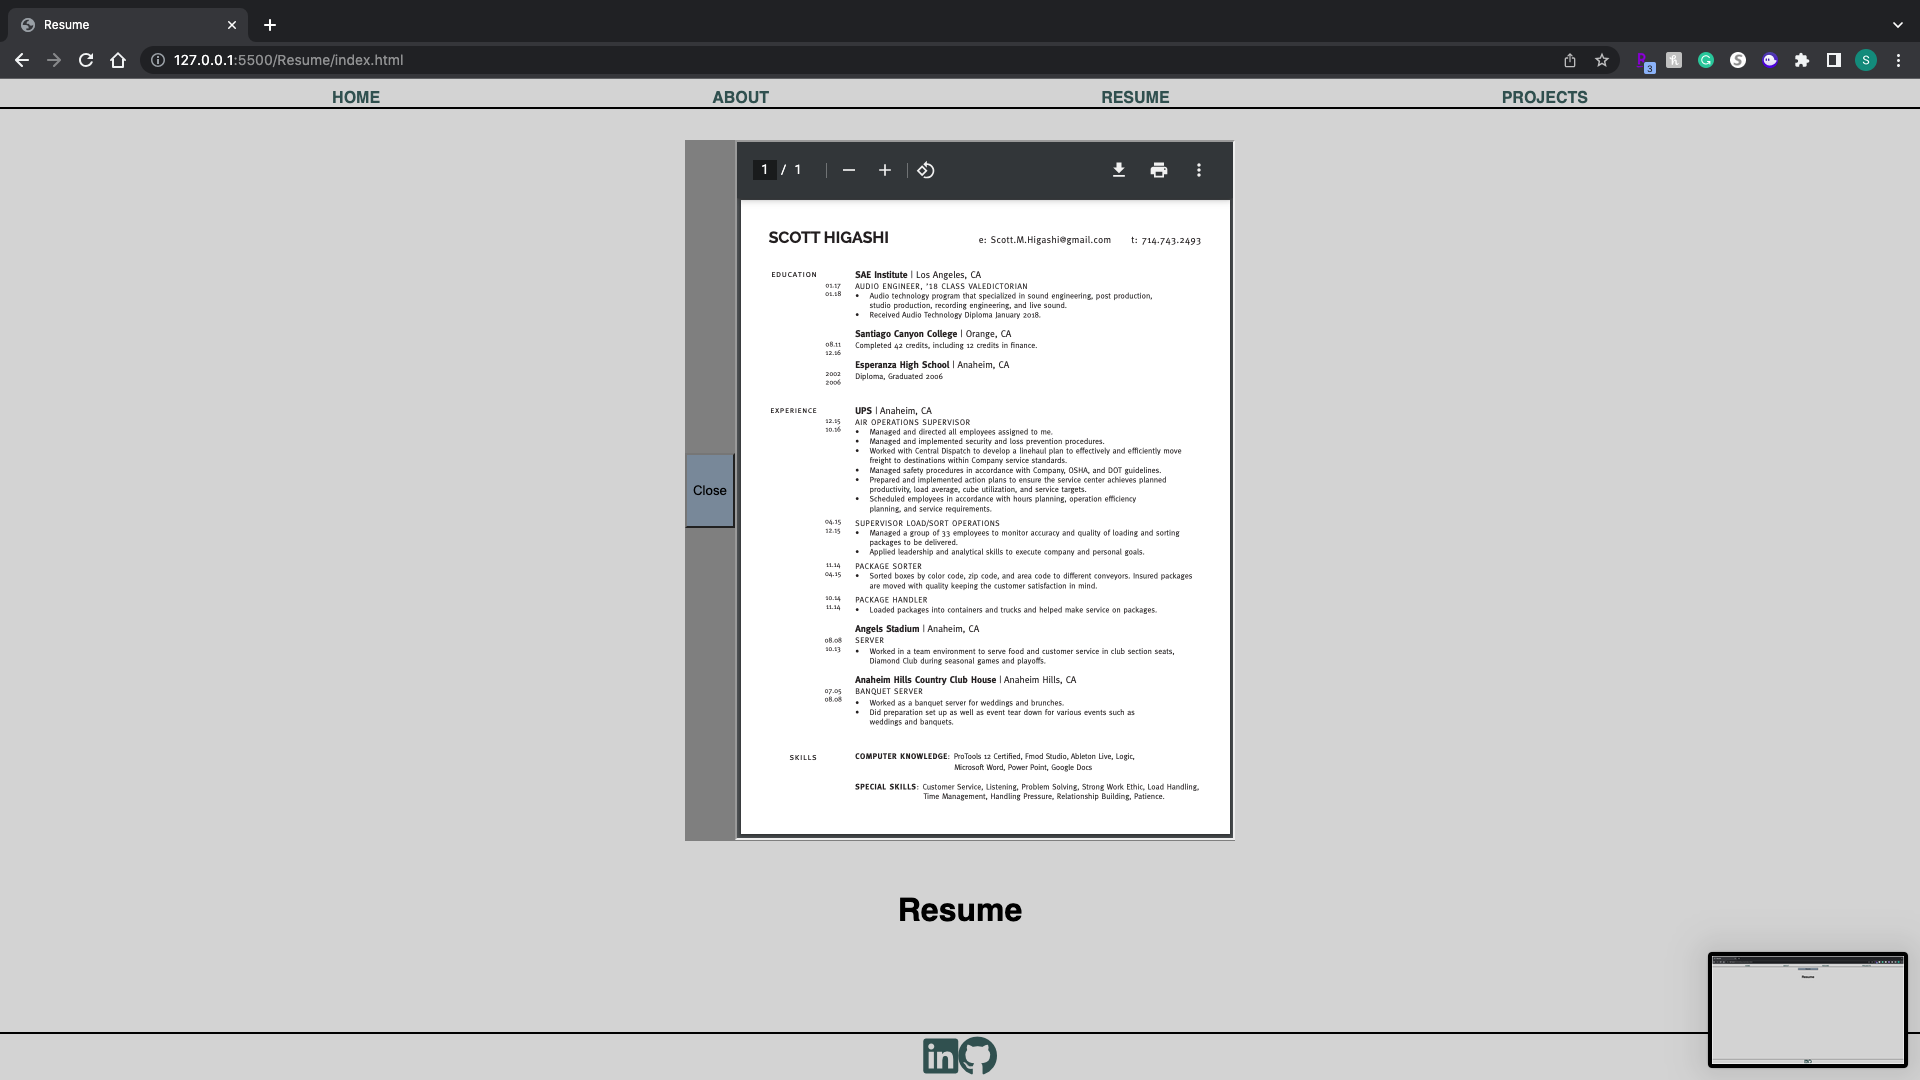 Resume
127.0.0.1:5500/Resume/index.html
3
S
HOME ABOUT RESUME PROJECTS
1 / 1
SCOTT HIGASHI e: Scott.M.Higashi@gmail.com t: 714.743.2493
EDUCATION SAE Institute | Los Angeles, CA
01.17 AUDIO ENGINEER, '18 CLASS VALEDICTORIAN
01.18 • Audio technology program that specialized in sound engineering, post production,
studio production, recording engineering, and live sound.
• Received Audio Technology Diploma January 2018.
Santiago Canyon College | Orange, CA
08.11 Completed 42 credits, including 12 credits in finance.
12.16
Esperanza High School | Anaheim, CA
2002 Diploma, Graduated 2006
2006
EXPERIENCE UPS | Anaheim, CA
12.15 AIR OPERATIONS SUPERVISOR
10.16 • Managed and directed all employees assigned to me.
• Managed and implemented security and loss prevention procedures.
• Worked with Central Dispatch to develop a linehaul plan to effectively and efficiently move
freight to destinations within Company service standards.
• Managed safety procedures in accordance with Company, OSHA, and DOT guidelines.
• Prepared and implemented action plans to ensure the service center achieves planned
productivity, load average, cube utilization, and service targets.
• Scheduled employees in accordance with hours planning, operation efficiency
planning, and service requirements.
04.15 SUPERVISOR LOAD/SORT OPERATIONS
12.15 • Managed a group of 33 employees to monitor accuracy and quality of loading and sorting
packages to be delivered.
• Applied leadership and analytical skills to execute company and personal goals.
11.14 PACKAGE SORTER
04.15 • Sorted boxes by color code, zip code, and area code to different conveyors. Insured packages
are moved with quality keeping the customer satisfaction in mind.
10.14 PACKAGE HANDLER
11.14 • Loaded packages into containers and trucks and helped make service on packages.
Angels Stadium | Anaheim, CA
08.08 SERVER
10.13 • Worked in a team environment to serve food and customer service in club section seats,
Diamond Club during seasonal games and playoffs.
Anaheim Hills Country Club House | Anaheim Hills, CA
07.05 BANQUET SERVER
08.08 • Worked as a banquet server for weddings and brunches.
• Did preparation set up as well as event tear down for various events such as
weddings and banquets.
SKILLS COMPUTER KNOWLEDGE: ProTools 12 Certified, Fmod Studio, Ableton Live, Logic,
Microsoft Word, Power Point, Google Docs
SPECIAL SKILLS: Customer Service, Listening, Problem Solving, Strong Work Ethic, Load Handling,
Time Management, Handling Pressure, Relationship Building, Patience.
Close
Resume
in
Resume